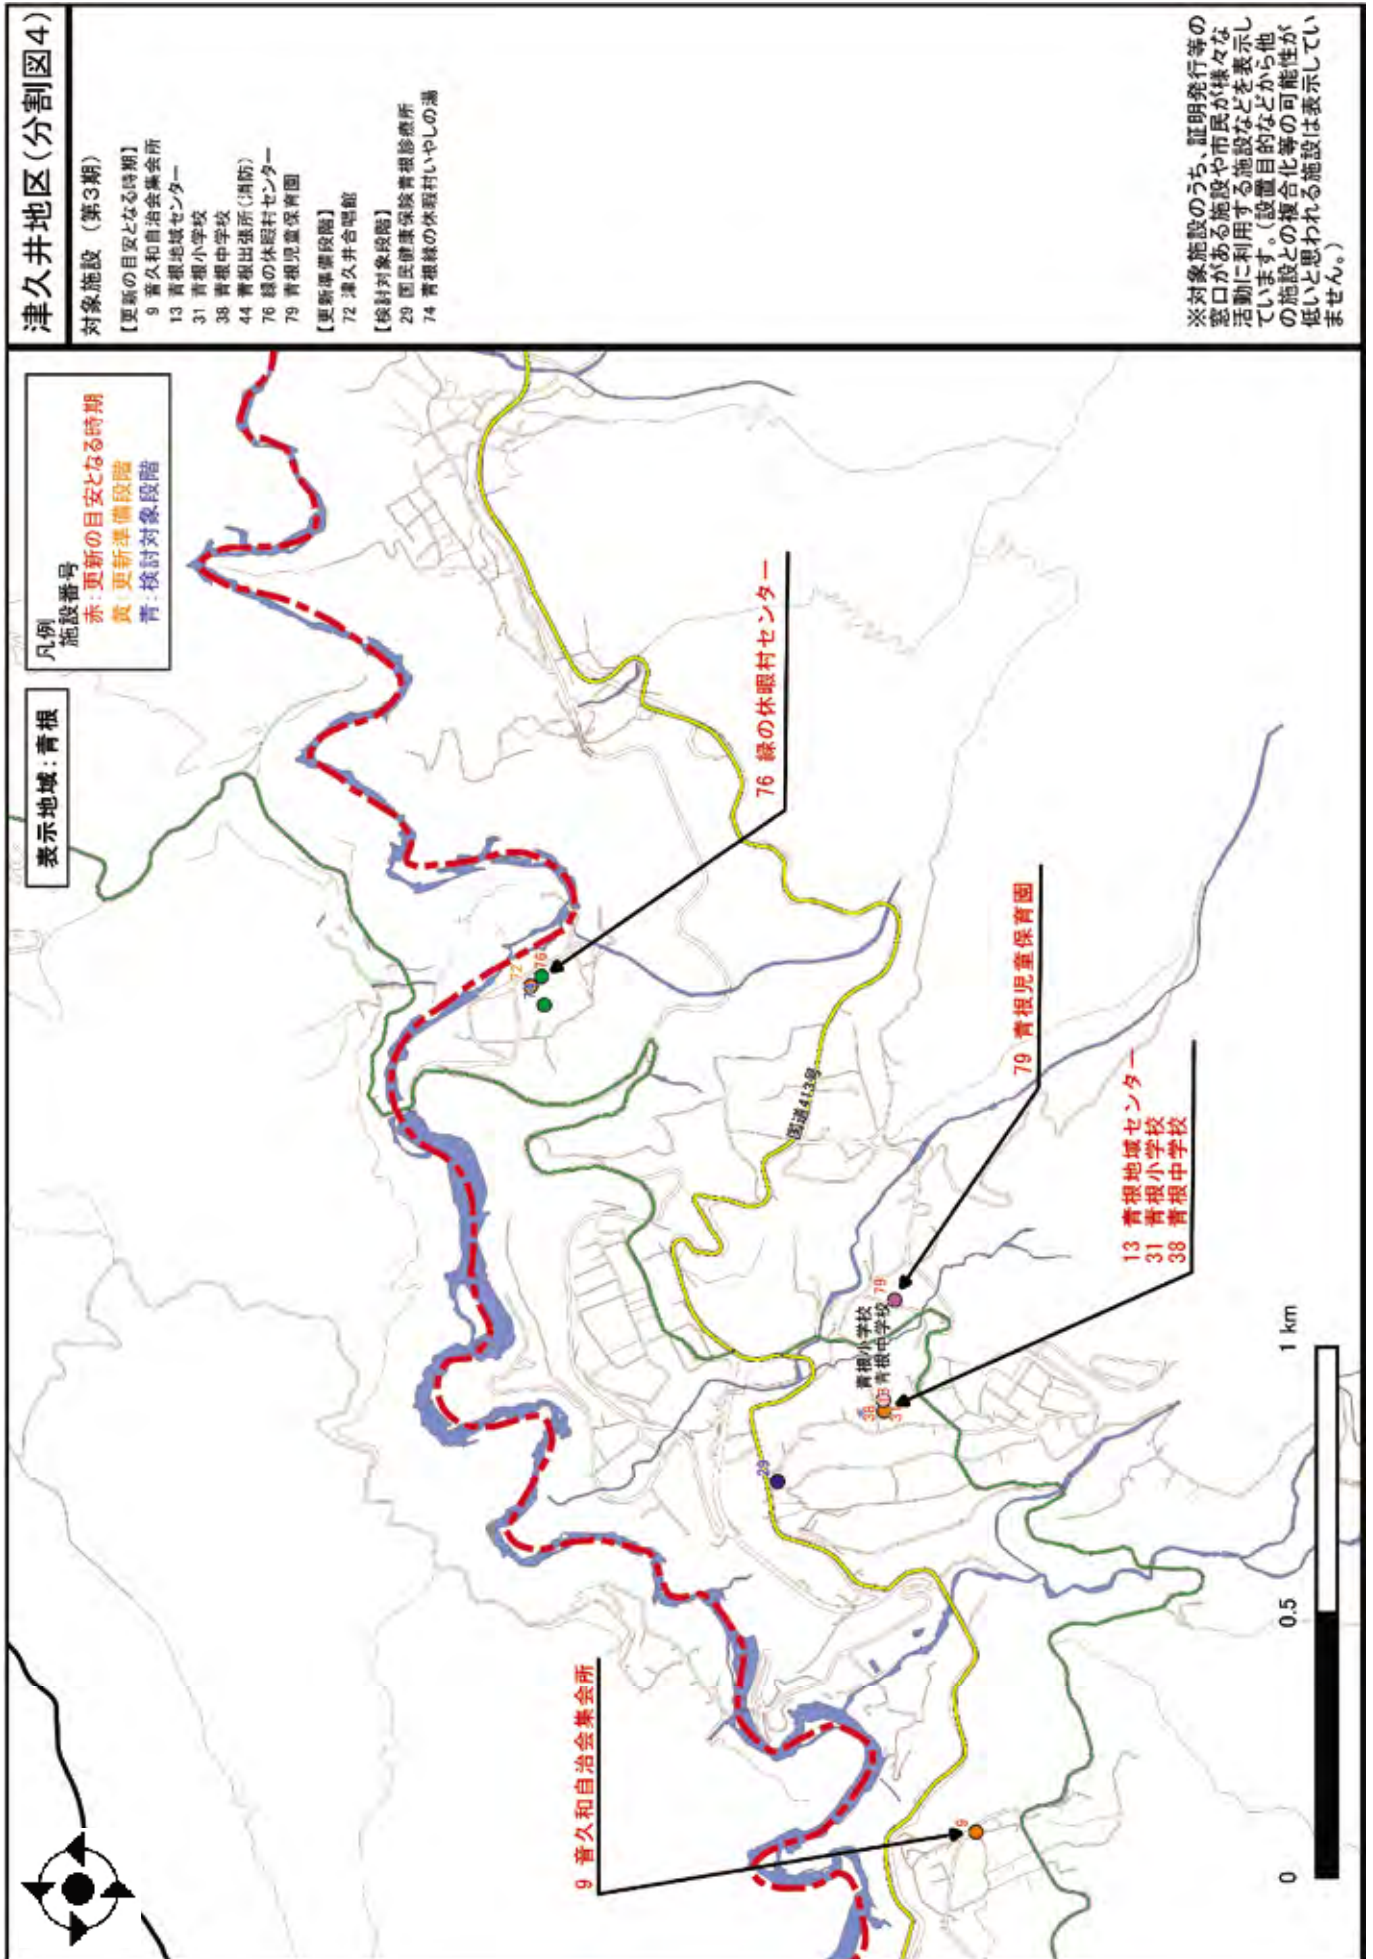 津久井地区(分割図4)
対象施設 (第3期)
【更新の目安となる時期】
9 音久和自治会集会所
13 青根地域センター
31 青根小学校
38 青根中学校
44 青根出張所(消防)
76 緑の休暇村センター
79 青根児童保育園
【更新準備段階】
72 津久井合唱館
【検討対象段階】
29 国民健康保険青根診療所
74 青根緑の休暇村いやしの湯
※対象施設のうち、証明発行等の
窓口がある施設や市民が様々な
活動に利用する施設などを表示し
ています。(設置目的などから他
の施設との複合化等の可能性が
低いと思われる施設は表示してい
ません。)
表示地域:青根
凡例
施設番号
赤:更新の目安となる時期
黄:更新準備段階
青:検討対象段階
76 緑の休暇村センター
72
76
国道413号
79 青根児童保育園
79
13 青根地域センター
31 青根小学校
38 青根中学校
青根小学校
青根中学校
38
31
29
9 音久和自治会集会所
9
0
0.5
1 km